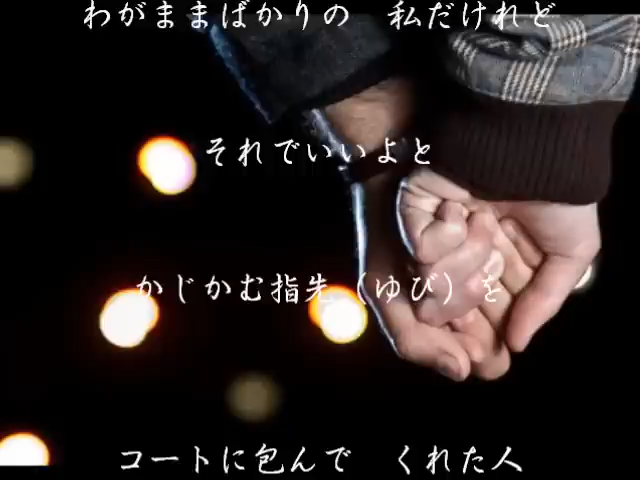 わがままばかりの　私だけれど
それでいいよと
かじかむ指先（ゆび）を
コートに包んで　くれた人